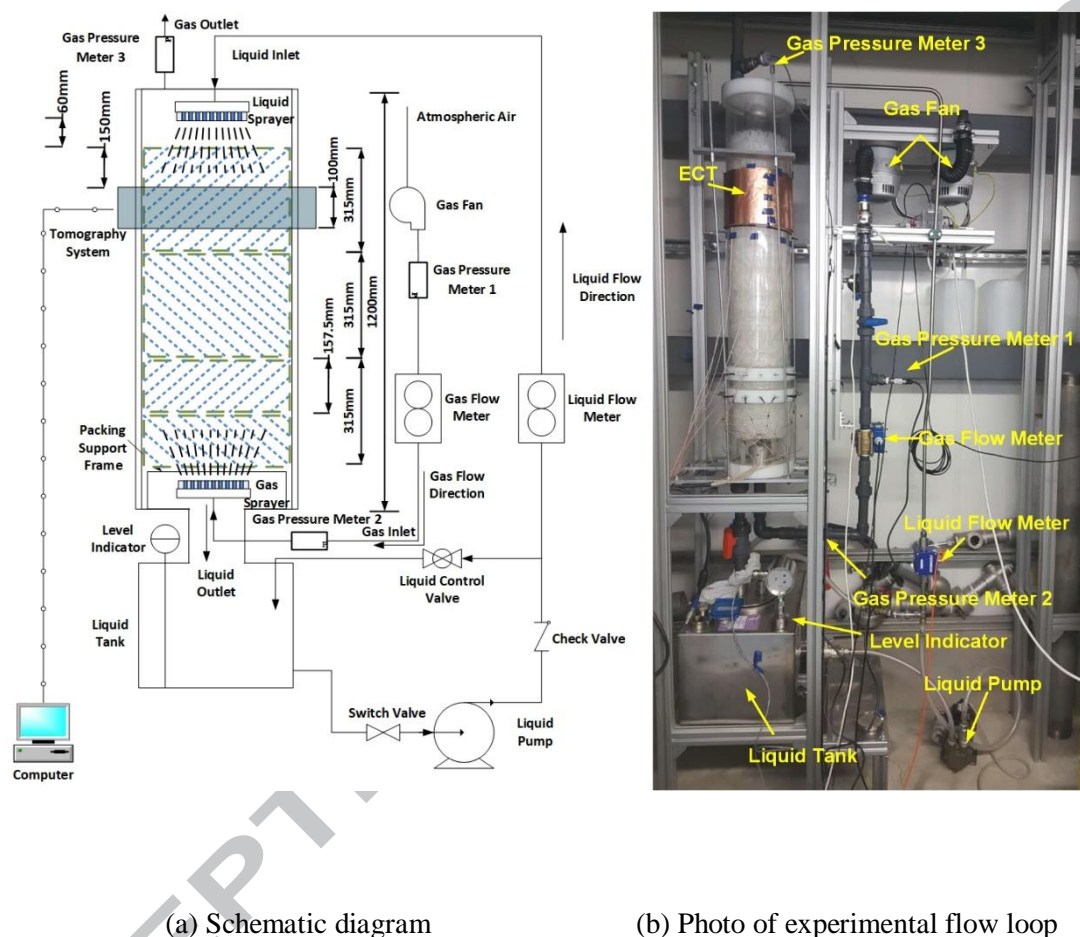 Gas Outlet
Gas Pressure
Meter 3
Liquid Inlet
60mm
150mm
Liquid
Sprayer
Atmospheric Air
100mm
315mm
Gas Fan
Tomography
System
Gas Pressure
Meter 1
Liquid Flow
Direction
315mm
1200mm
157.5mm
315mm
Gas Flow
Meter
Liquid Flow
Meter
Packing
Support
Frame
Gas
Sprayer
Gas Flow
Direction
Gas Pressure Meter 2
Gas Inlet
Level
Indicator
Liquid
Outlet
Liquid Control
Valve
Liquid
Tank
Check Valve
Switch Valve
Liquid
Pump
Computer
Gas Pressure Meter 3
Gas Fan
ECT
Gas Pressure Meter 1
Gas Flow Meter
Liquid Flow Meter
Gas Pressure Meter 2
Level Indicator
Liquid Pump
Liquid Tank
(a) Schematic diagram
(b) Photo of experimental flow loop